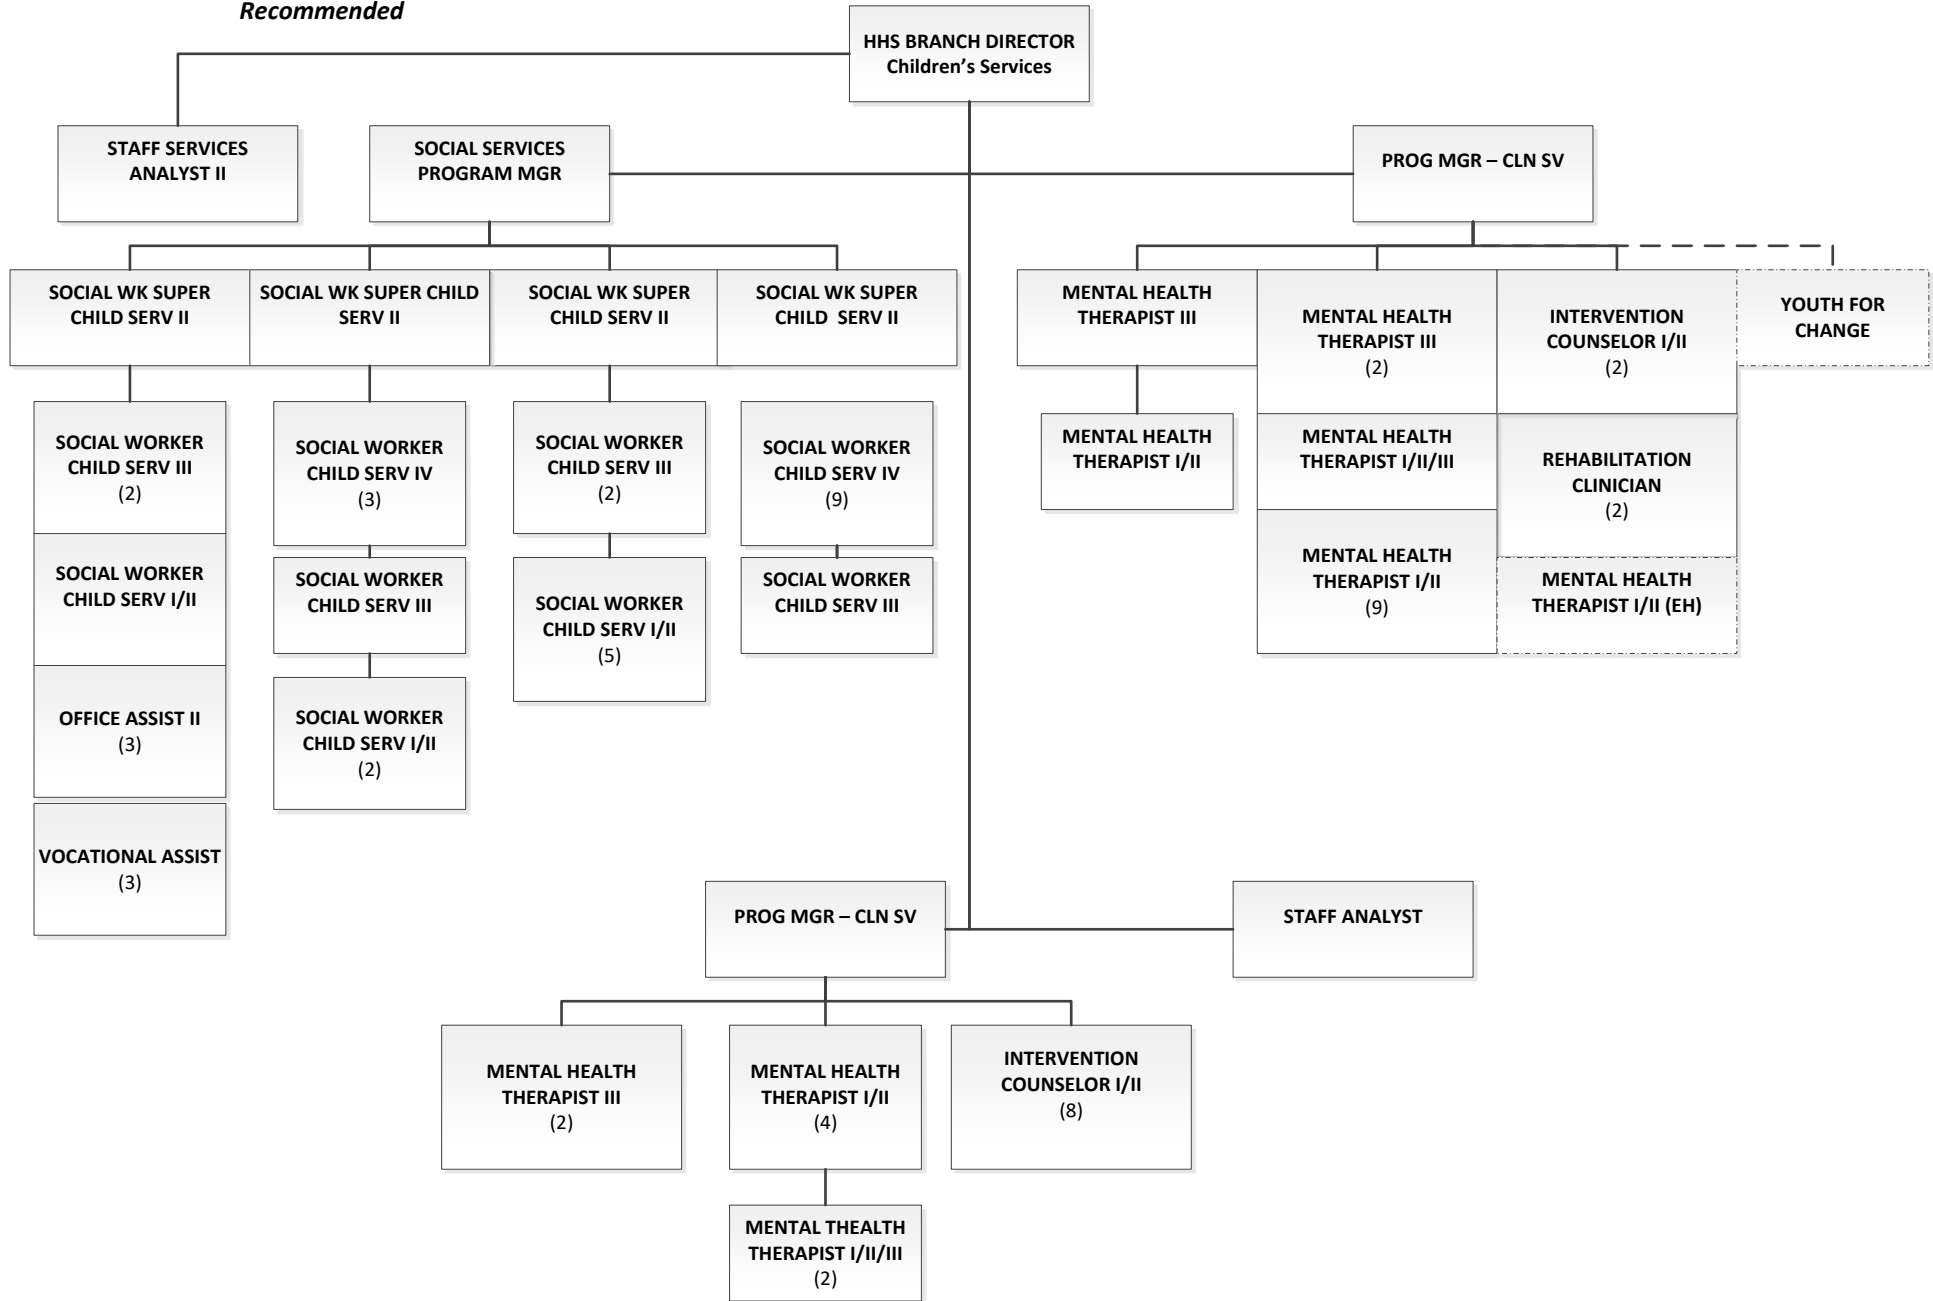 Recommended
HHS BRANCH DIRECTOR
Children's Services
STAFF SERVICES
ANALYST II
SOCIAL SERVICES
PROGRAM MGR
PROG MGR – CLN SV
SOCIAL WK SUPER
CHILD SERV II
SOCIAL WK SUPER CHILD
SERV II
SOCIAL WK SUPER
CHILD SERV II
SOCIAL WK SUPER
CHILD  SERV II
MENTAL HEALTH
THERAPIST III
MENTAL HEALTH
THERAPIST III
(2)
INTERVENTION
COUNSELOR I/II
(2)
YOUTH FOR
CHANGE
SOCIAL WORKER
CHILD SERV III
(2)
SOCIAL WORKER
CHILD SERV I/II
OFFICE ASSIST II
(3)
VOCATIONAL ASSIST
(3)
SOCIAL WORKER
CHILD SERV IV
(3)
SOCIAL WORKER
CHILD SERV III
SOCIAL WORKER
CHILD SERV I/II
(2)
SOCIAL WORKER
CHILD SERV III
(2)
SOCIAL WORKER
CHILD SERV I/II
(5)
SOCIAL WORKER
CHILD SERV IV
(9)
SOCIAL WORKER
CHILD SERV III
MENTAL HEALTH
THERAPIST I/II
MENTAL HEALTH
THERAPIST I/II/III
MENTAL HEALTH
THERAPIST I/II
(9)
REHABILITATION
CLINICIAN
(2)
MENTAL HEALTH
THERAPIST I/II (EH)
PROG MGR – CLN SV
STAFF ANALYST
MENTAL HEALTH
THERAPIST III
(2)
MENTAL HEALTH
THERAPIST I/II
(4)
INTERVENTION
COUNSELOR I/II
(8)
MENTAL THEALTH
THERAPIST I/II/III
(2)